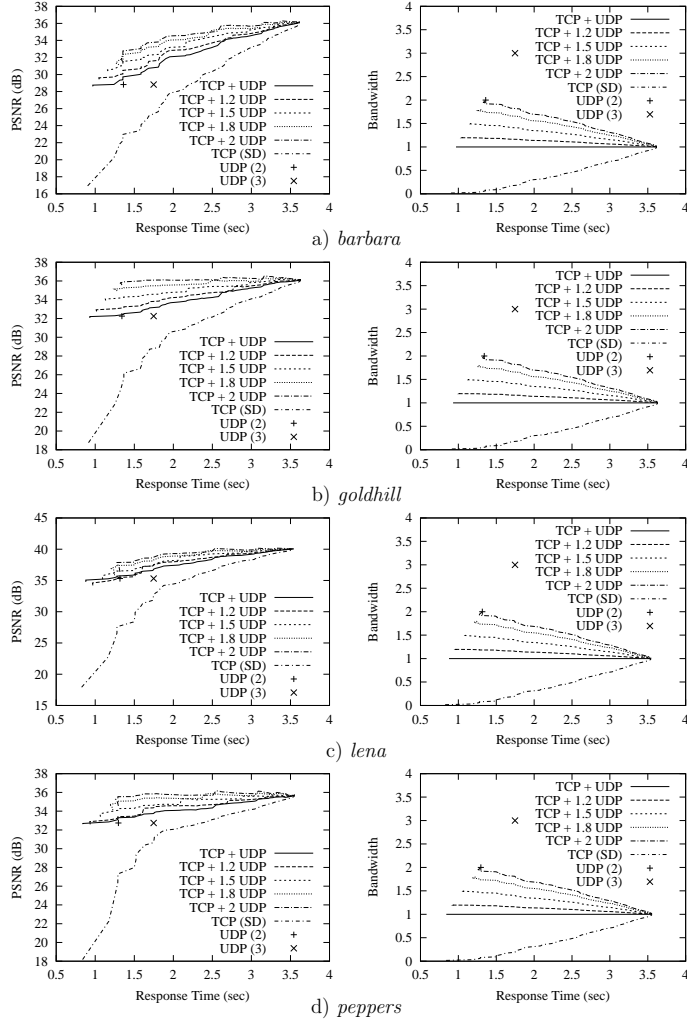 PSNR (dB)
38
36
34
32
30
28
26
24
22
20
18
16
0.5 1 1.5 2 2.5 3 3.5 4
Response Time (sec)
TCP + UDP
TCP + 1.2 UDP
TCP + 1.5 UDP
TCP + 1.8 UDP
TCP + 2 UDP
TCP (SD)
UDP (2)
UDP (3)
Bandwidth
4
3.5
3
2.5
2
1.5
1
0.5
0
0.5 1 1.5 2 2.5 3 3.5 4
Response Time (sec)
TCP + UDP
TCP + 1.2 UDP
TCP + 1.5 UDP
TCP + 1.8 UDP
TCP + 2 UDP
TCP (SD)
UDP (2)
UDP (3)
a) barbara
PSNR (dB)
38
36
34
32
30
28
26
24
22
20
18
0.5 1 1.5 2 2.5 3 3.5 4
Response Time (sec)
TCP + UDP
TCP + 1.2 UDP
TCP + 1.5 UDP
TCP + 1.8 UDP
TCP + 2 UDP
TCP (SD)
UDP (2)
UDP (3)
Bandwidth
4
3.5
3
2.5
2
1.5
1
0.5
0
0.5 1 1.5 2 2.5 3 3.5 4
Response Time (sec)
TCP + UDP
TCP + 1.2 UDP
TCP + 1.5 UDP
TCP + 1.8 UDP
TCP + 2 UDP
TCP (SD)
UDP (2)
UDP (3)
b) goldhill
PSNR (dB)
45
40
35
30
25
20
15
0.5 1 1.5 2 2.5 3 3.5 4
Response Time (sec)
TCP + UDP
TCP + 1.2 UDP
TCP + 1.5 UDP
TCP + 1.8 UDP
TCP + 2 UDP
TCP (SD)
UDP (2)
UDP (3)
Bandwidth
4
3.5
3
2.5
2
1.5
1
0.5
0
0.5 1 1.5 2 2.5 3 3.5 4
Response Time (sec)
TCP + UDP
TCP + 1.2 UDP
TCP + 1.5 UDP
TCP + 1.8 UDP
TCP + 2 UDP
TCP (SD)
UDP (2)
UDP (3)
c) lena
PSNR (dB)
38
36
34
32
30
28
26
24
22
20
18
0.5 1 1.5 2 2.5 3 3.5 4
Response Time (sec)
TCP + UDP
TCP + 1.2 UDP
TCP + 1.5 UDP
TCP + 1.8 UDP
TCP + 2 UDP
TCP (SD)
UDP (2)
UDP (3)
Bandwidth
4
3.5
3
2.5
2
1.5
1
0.5
0
0.5 1 1.5 2 2.5 3 3.5 4
Response Time (sec)
TCP + UDP
TCP + 1.2 UDP
TCP + 1.5 UDP
TCP + 1.8 UDP
TCP + 2 UDP
TCP (SD)
UDP (2)
UDP (3)
d) peppers